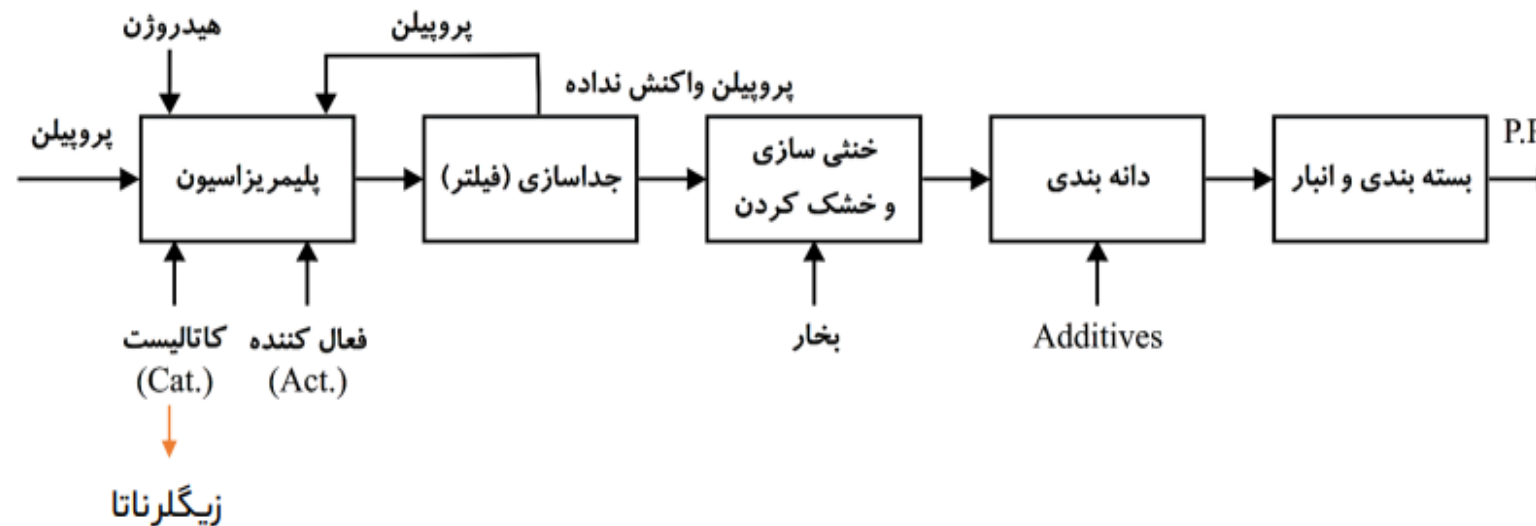 هیدروژن
پروپیلن
پروپیلن واکنش نداده
پروپیلن
پلیمریزاسیون
جداسازی (فیلتر)
خنثی سازی
و خشک کردن
دانه بندی
بسته بندی و انبار
کاتالیست
(Cat.)
فعال کننده
(Act.)
بخار
Additives
زیگلرناتا